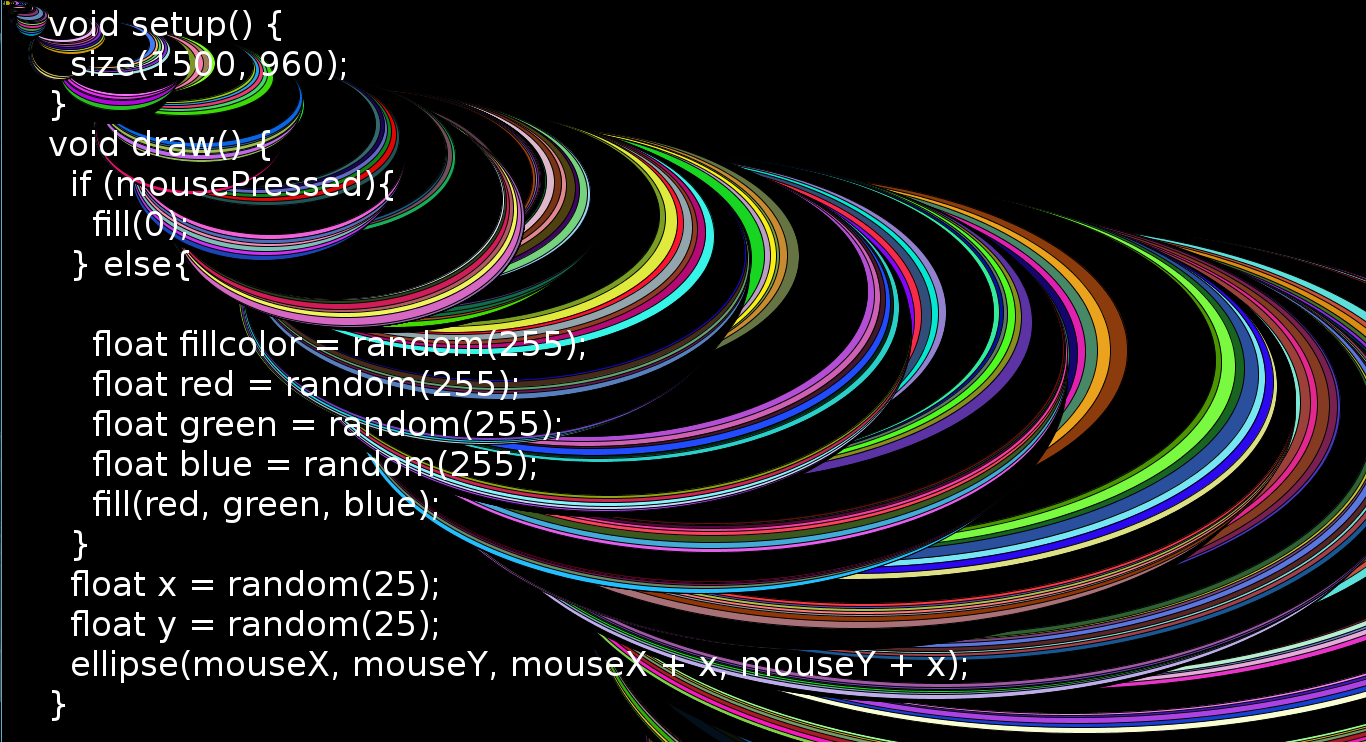 void setup() {
size(1500, 960);
}
void draw() {
if (mousePressed){
fill(0);
} else{
float fillcolor = random(255);
float red = random(255);
float green = random(255);
float blue = random(255);
fill(red, green, blue);
}
float x = random(25);
float y = random(25);
ellipse(mouseX, mouseY, mouseX + x, mouseY + x);
}